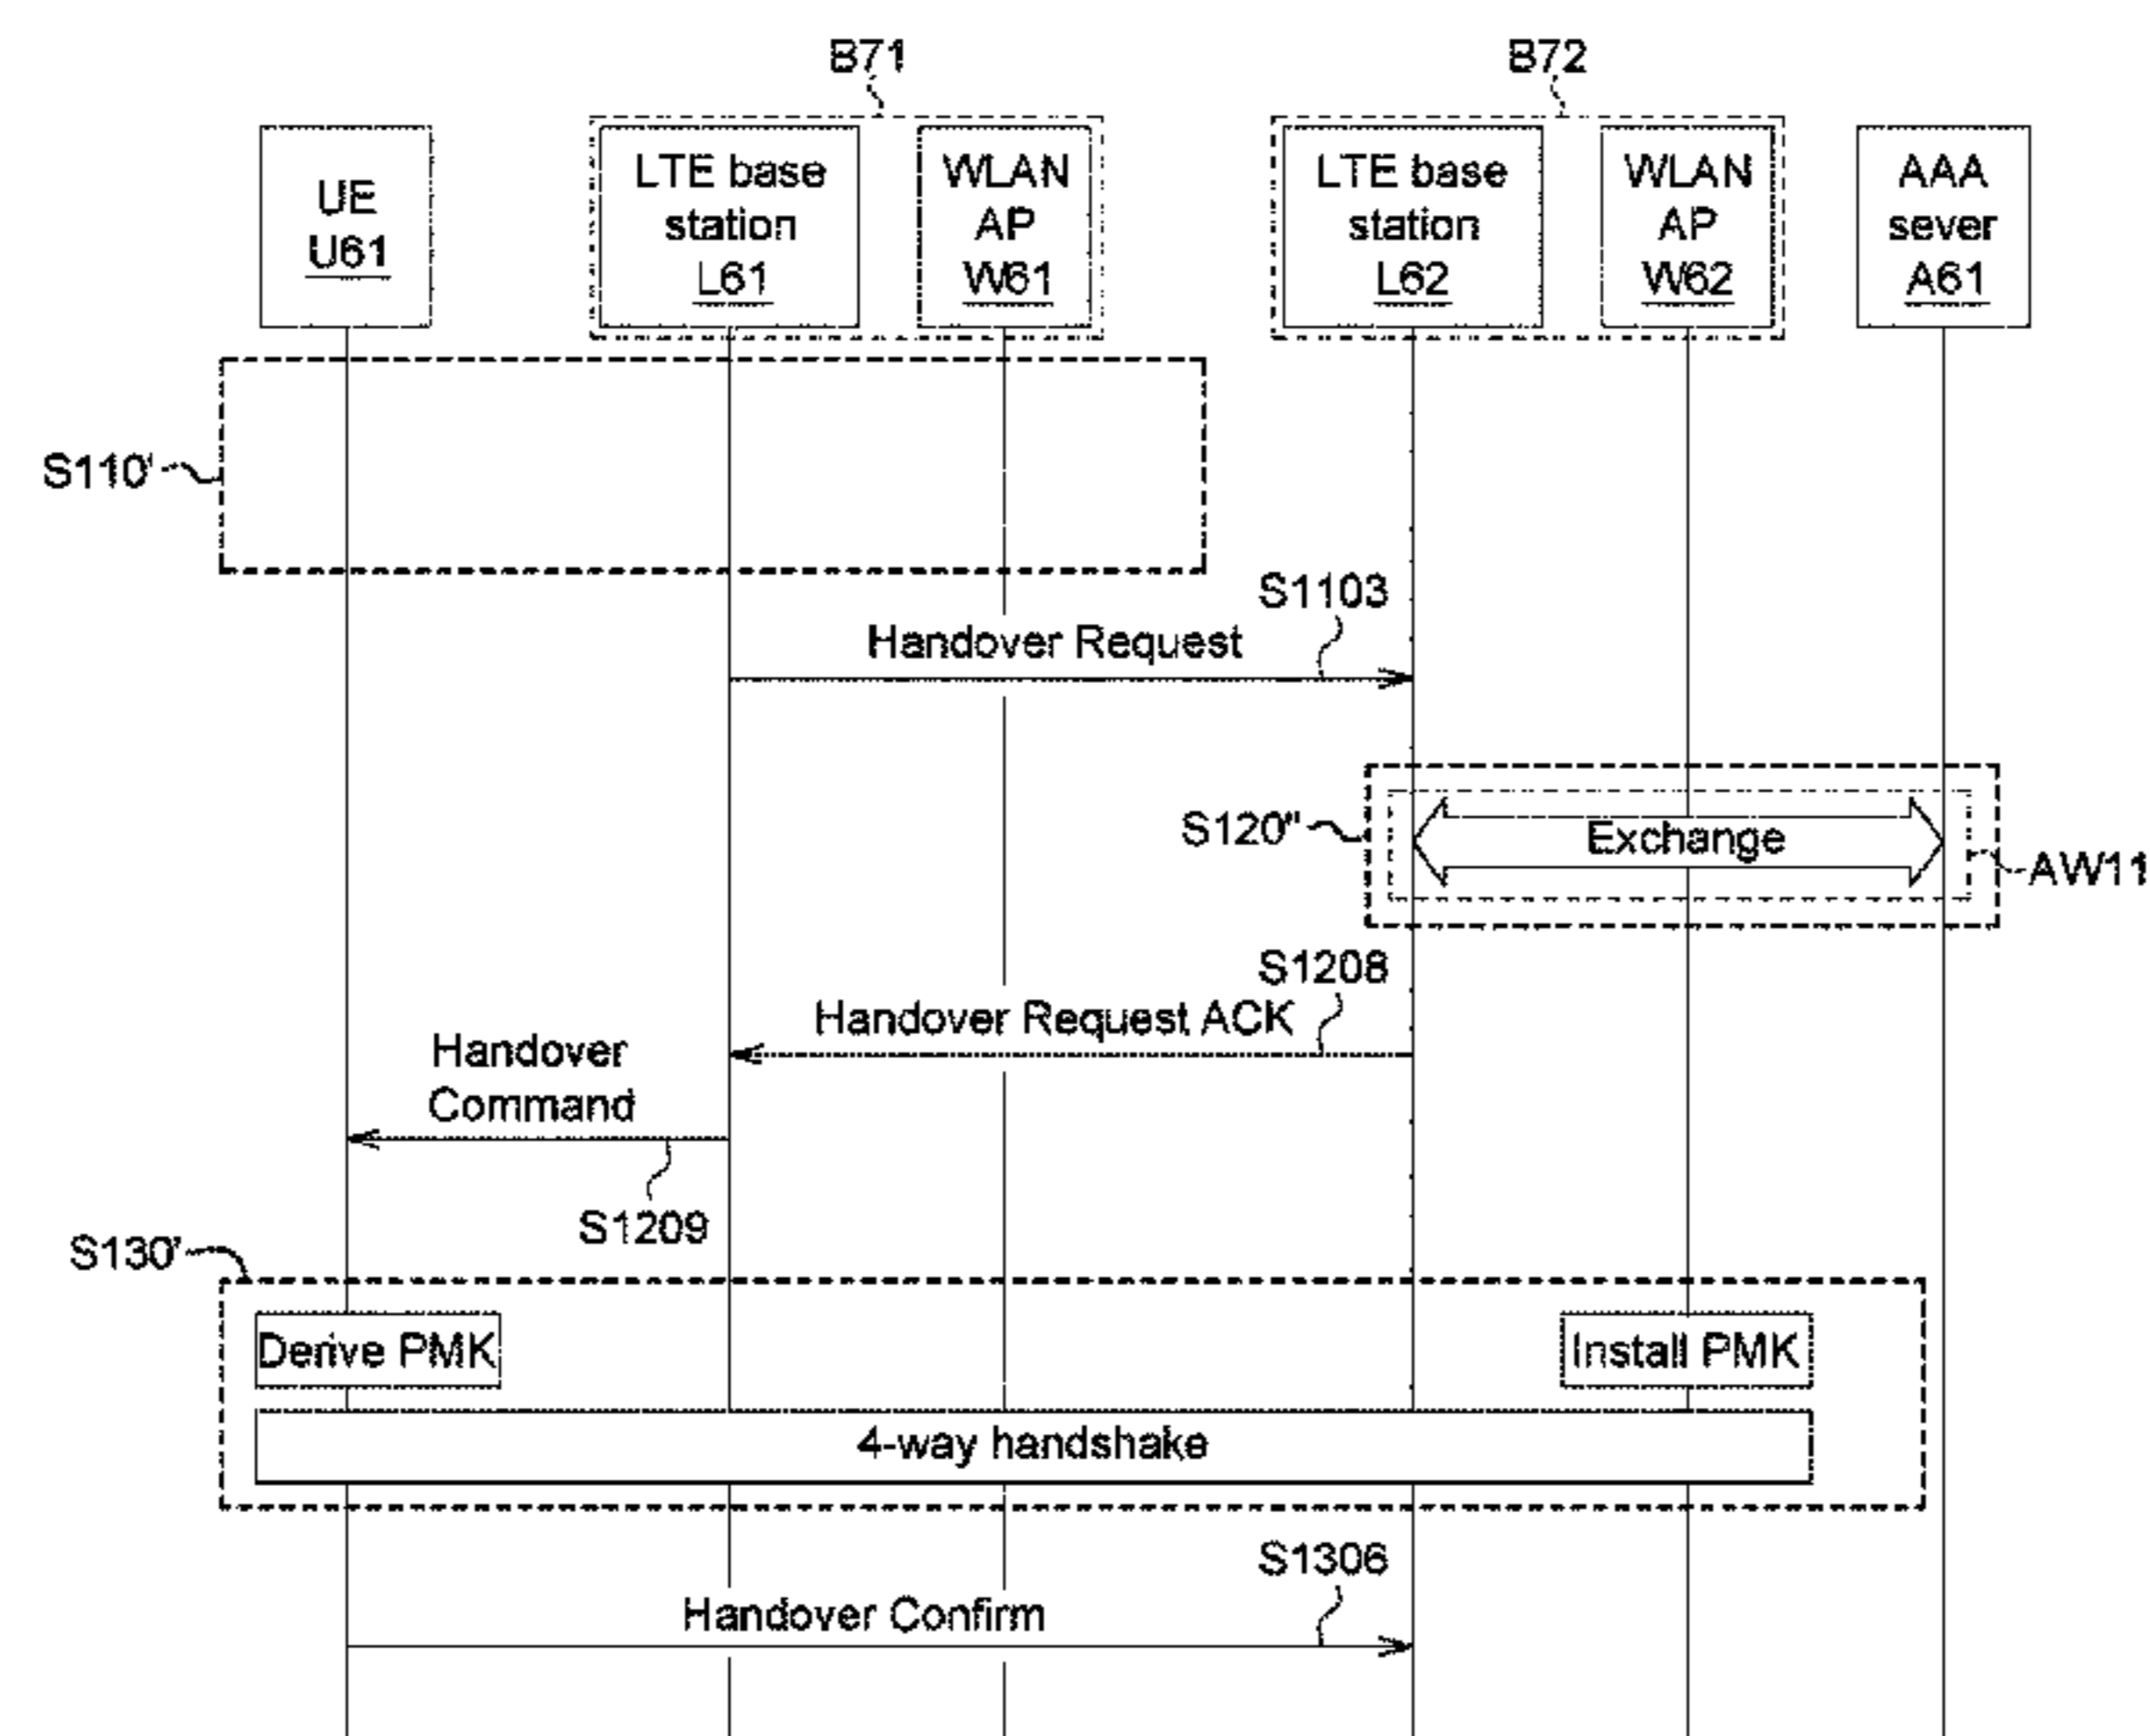 B71
B72
UE
U61
LTE base
station
L61
WLAN
AP
W61
LTE base
station
L62
WLAN
AP
W62
AAA
sever
A61
S110'
S1103
Handover Request
S120"
Exchange
AW11
S1208
Handover Request ACK
Handover
Command
S1209
S130'
Derive PMK
Install PMK
4-way handshake
S1306
Handover Confirm